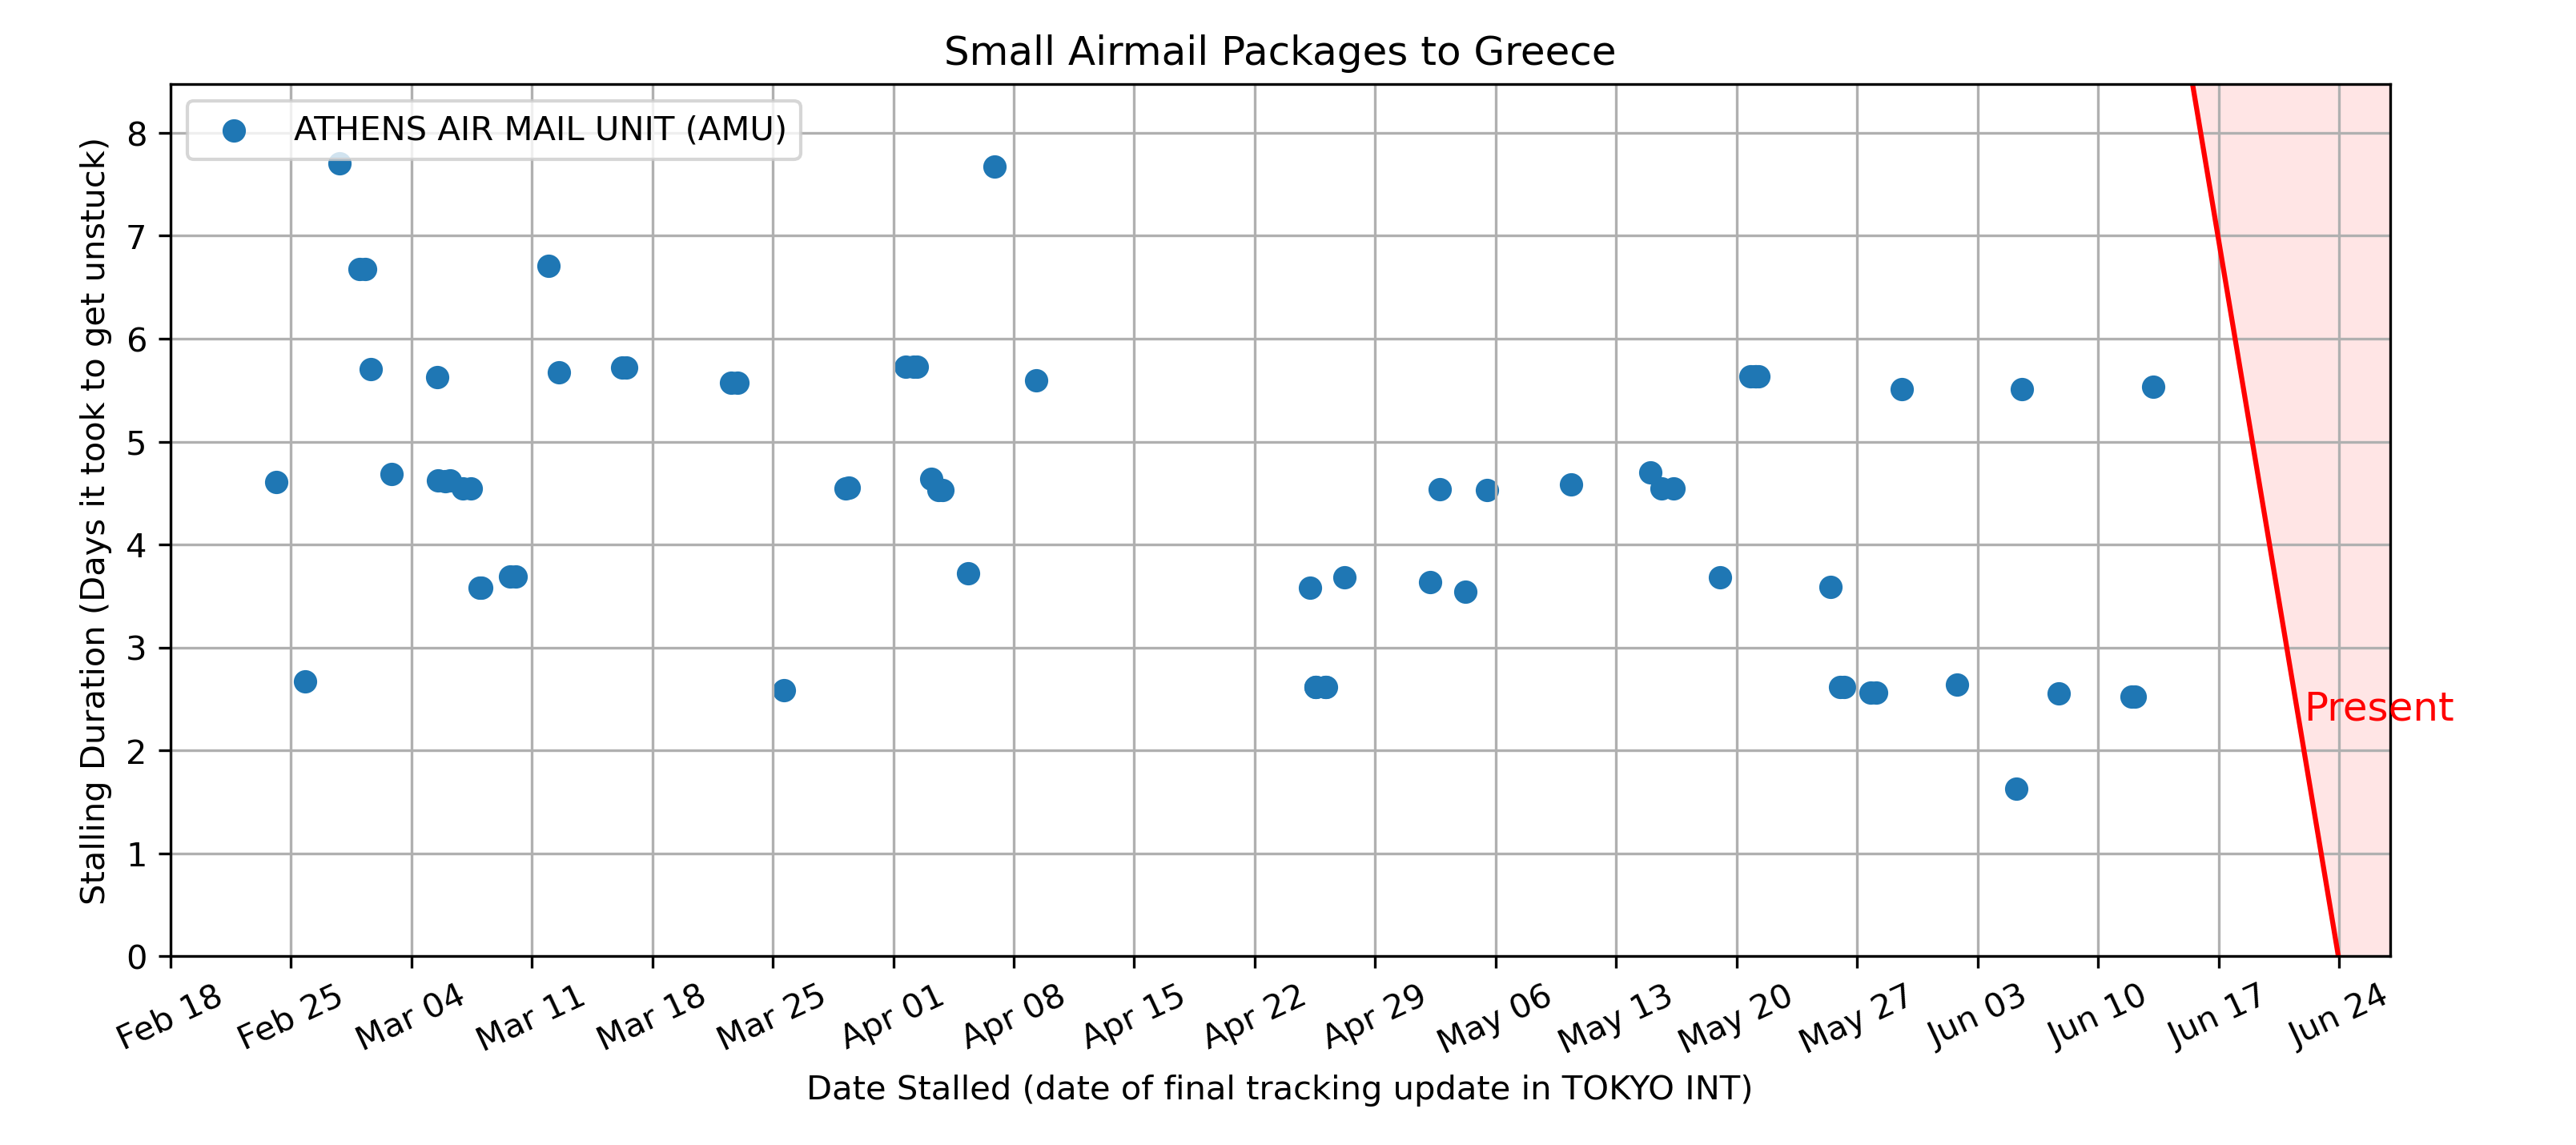 Small Airmail Packages to Greece
ATHENS AIR MAIL UNIT (AMU)
Stalling Duration (Days it took to get unstuck)
8
7
6
5
4
3
2
1
0
Present
Feb 18
Feb 25
Mar 04
Mar 11
Mar 18
Mar 25
Apr 01
Apr 08
Apr 15
Apr 22
Apr 29
May 06
May 13
May 20
May 27
Jun 03
Jun 10
Jun 17
Jun 24
Date Stalled (date of final tracking update in TOKYO INT)